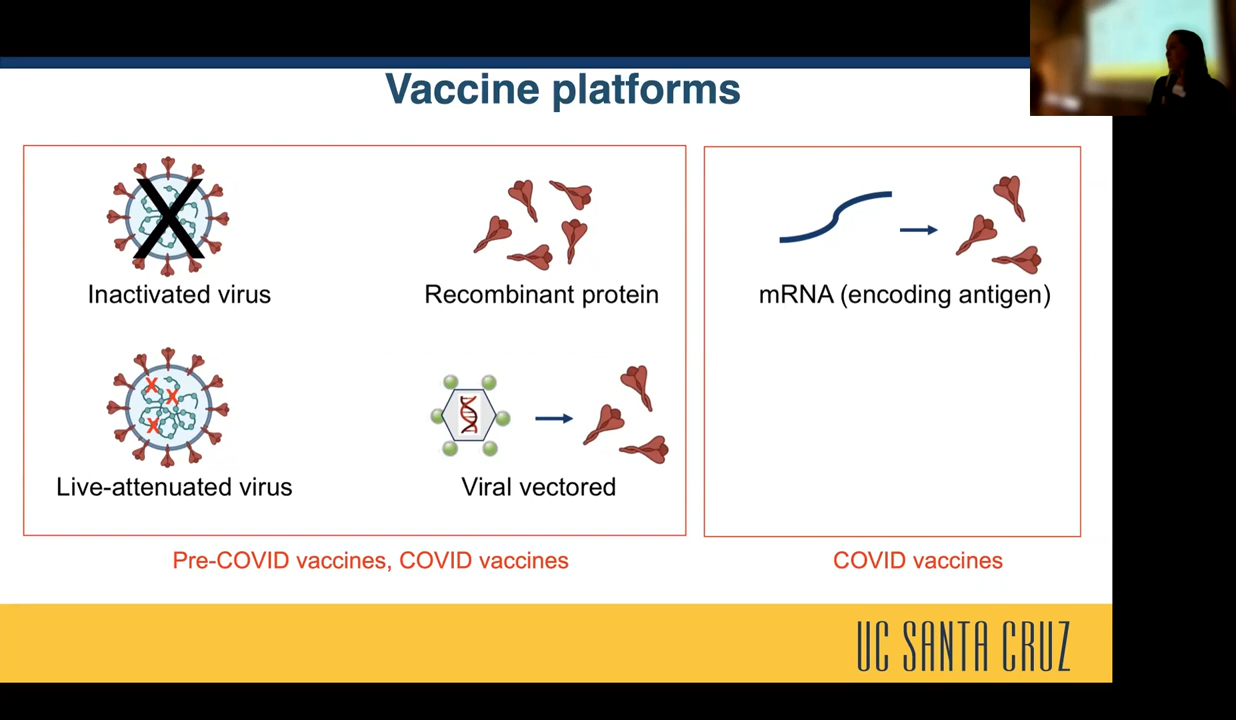 Vaccine platforms
X
Inactivated virus
Recombinant protein
mRNA (encoding antigen)
X
X
X
Live-attenuated virus
Viral vectored
Pre-COVID vaccines, COVID vaccines
COVID vaccines
UC SANTA CRUZ